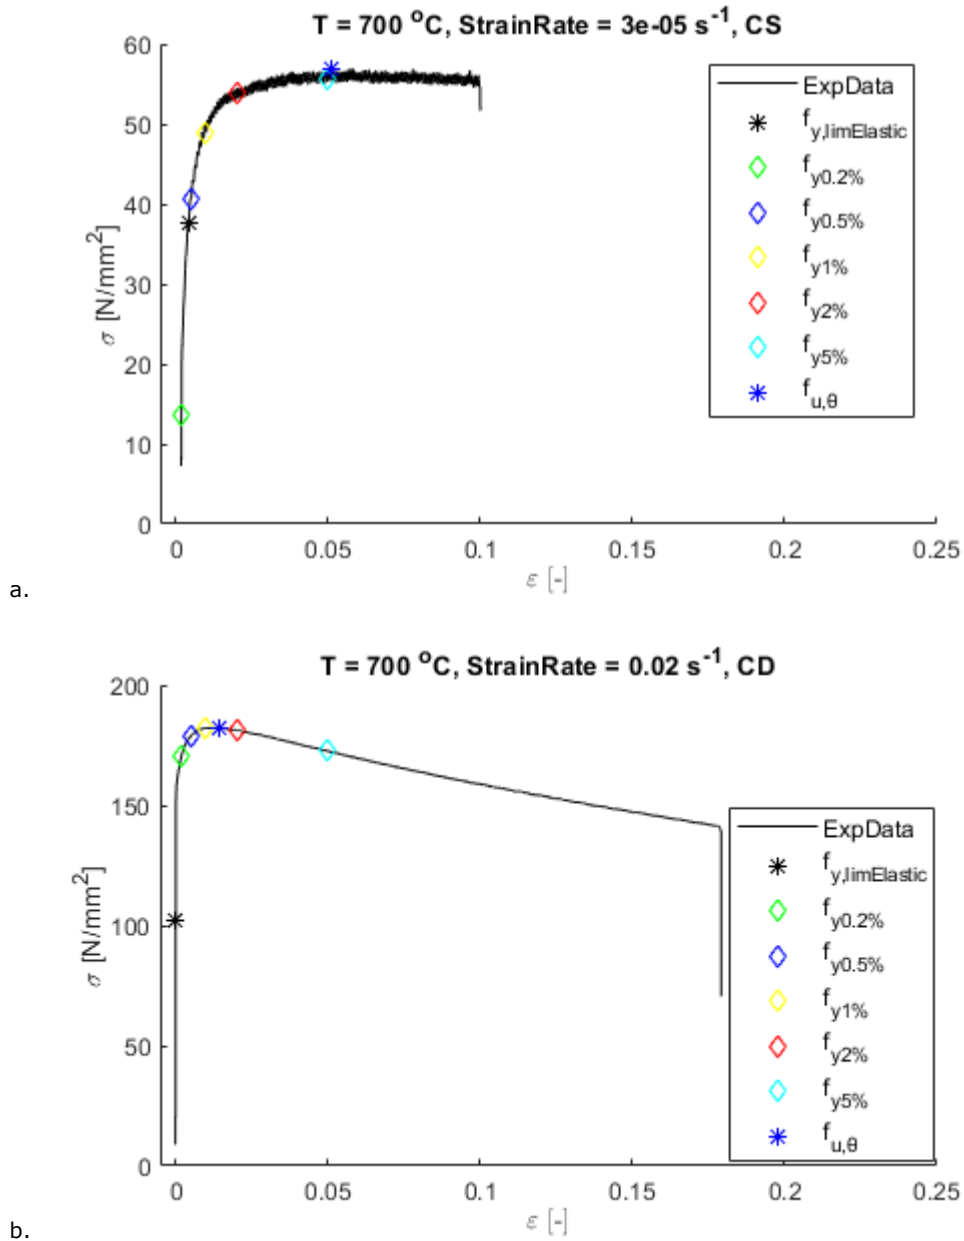 T = 700 °C, StrainRate = 3e-05 s⁻¹, CS
60
50
40
30
20
10
0
σ [N/mm²]
0 0.05 0.1 0.15 0.2 0.25
ε [-]
ExpData
f_y,limElastic
f_y0.2%
f_y0.5%
f_y1%
f_y2%
f_y5%
f_u,θ
a.
T = 700 °C, StrainRate = 0.02 s⁻¹, CD
200
150
100
50
0
σ [N/mm²]
0 0.05 0.1 0.15 0.2 0.25
ε [-]
ExpData
f_y,limElastic
f_y0.2%
f_y0.5%
f_y1%
f_y2%
f_y5%
f_u,θ
b.